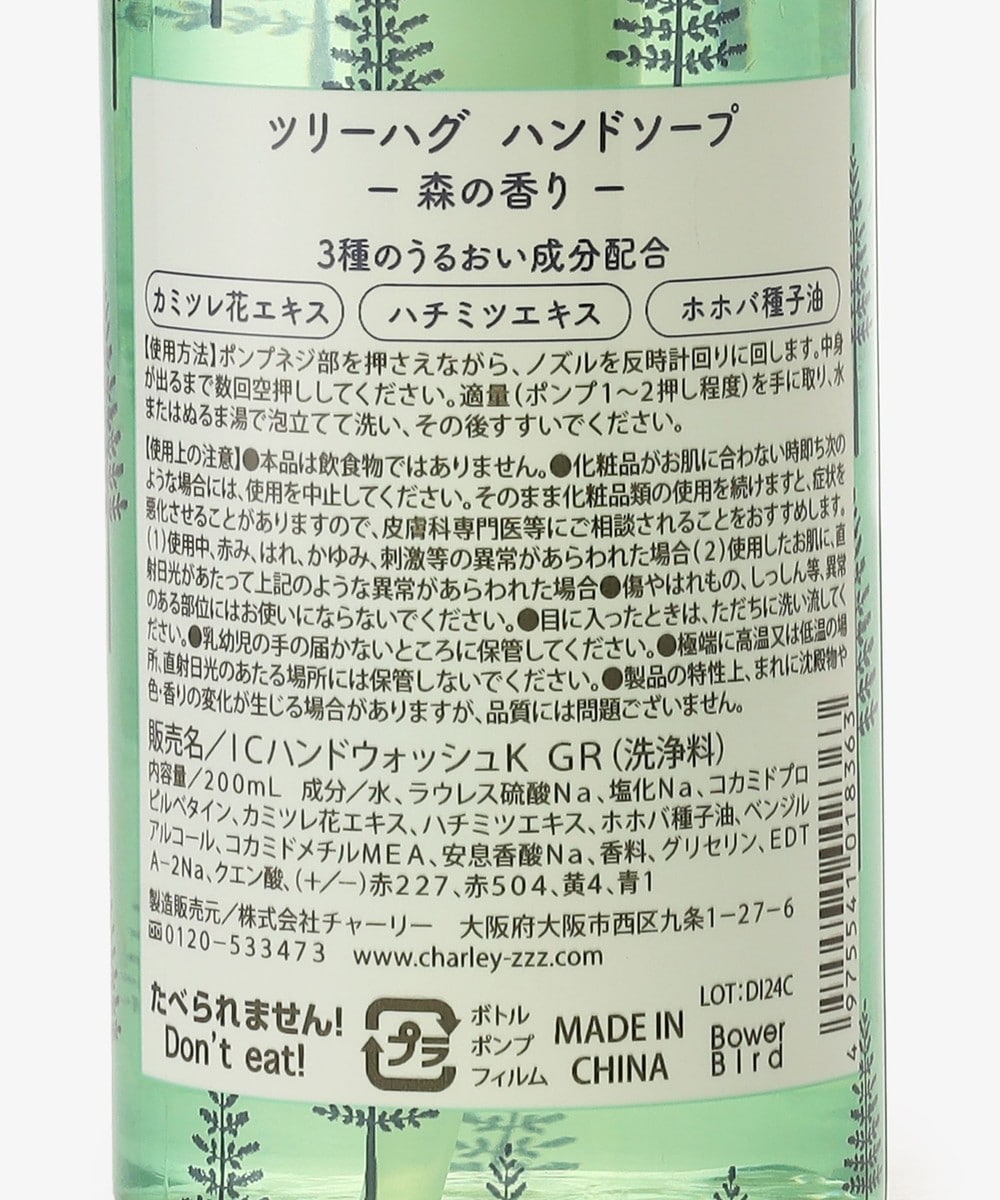 ツリーハグ ハンドソープ
― 森の香り ―
3種のうるおい成分配合
カミツレ花エキス ハチミツエキス ホホバ種子油
【使用方法】ポンプネジ部を押さえながら、ノズルを反時計回りに回します。中身
が出るまで数回空押ししてください。適量(ポンプ1～2押し程度)を手に取り、水
またはぬるま湯で泡立てて洗い、その後すすいでください。
【使用上の注意】●本品は飲食物ではありません。●化粧品がお肌に合わない時即ち次の
ような場合には、使用を中止してください。そのまま化粧品類の使用を続けますと、症状を
悪化させることがありますので、皮膚科専門医等にご相談されることをおすすめします。
(1)使用中、赤み、はれ、かゆみ、刺激等の異常があらわれた場合(2)使用したお肌に、直
射日光があたって上記のような異常があらわれた場合●傷やはれもの、しっしん等、異常
のある部位にはお使いにならないでください。●目に入ったときは、ただちに洗い流してく
ださい。●乳幼児の手の届かないところに保管してください。●極端に高温又は低温の場
所、直射日光のあたる場所には保管しないでください。●製品の特性上、まれに沈殿物や
色・香りの変化が生じる場合がありますが、品質には問題ございません。
販売名／ICハンドウォッシュK GR(洗浄料)
内容量／200mL 成分／水、ラウレス硫酸Na、塩化Na、コカミドプロ
ピルベタイン、カミツレ花エキス、ハチミツエキス、ホホバ種子油、ベンジル
アルコール、コカミドメチルMEA、安息香酸Na、香料、グリセリン、EDT
A-2Na、クエン酸、(+/－)赤227、赤504、黄4、青1
製造販売元／株式会社チャーリー 大阪府大阪市西区九条1-27-6
0120-533473 www.charley-zzz.com
たべられません!
Don't eat!
プラ
ボトル
ポンプ
フィルム
MADE IN
CHINA
LOT:DI24C
Bower
Bird
4975541018363